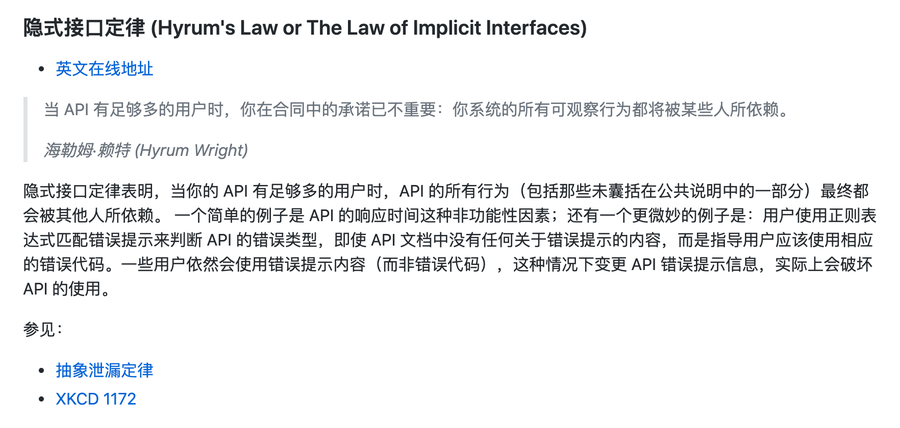 隐式接口定律 (Hyrum's Law or The Law of Implicit Interfaces)
• 英文在线地址
当 API 有足够多的用户时，你在合同中的承诺已不重要：你系统的所有可观察行为都将被某些人所依赖。
海勒姆·赖特 (Hyrum Wright)
隐式接口定律表明，当你的 API 有足够多的用户时，API 的所有行为（包括那些未囊括在公共说明中的一部分）最终都
会被其他人所依赖。 一个简单的例子是 API 的响应时间这种非功能性因素；还有一个更微妙的例子是：用户使用正则表
达式匹配错误提示来判断 API 的错误类型，即使 API 文档中没有任何关于错误提示的内容，而是指导用户应该使用相应
的错误代码。一些用户依然会使用错误提示内容（而非错误代码），这种情况下变更 API 错误提示信息，实际上会破坏
API 的使用。
参见：
• 抽象泄漏定律
• XKCD 1172